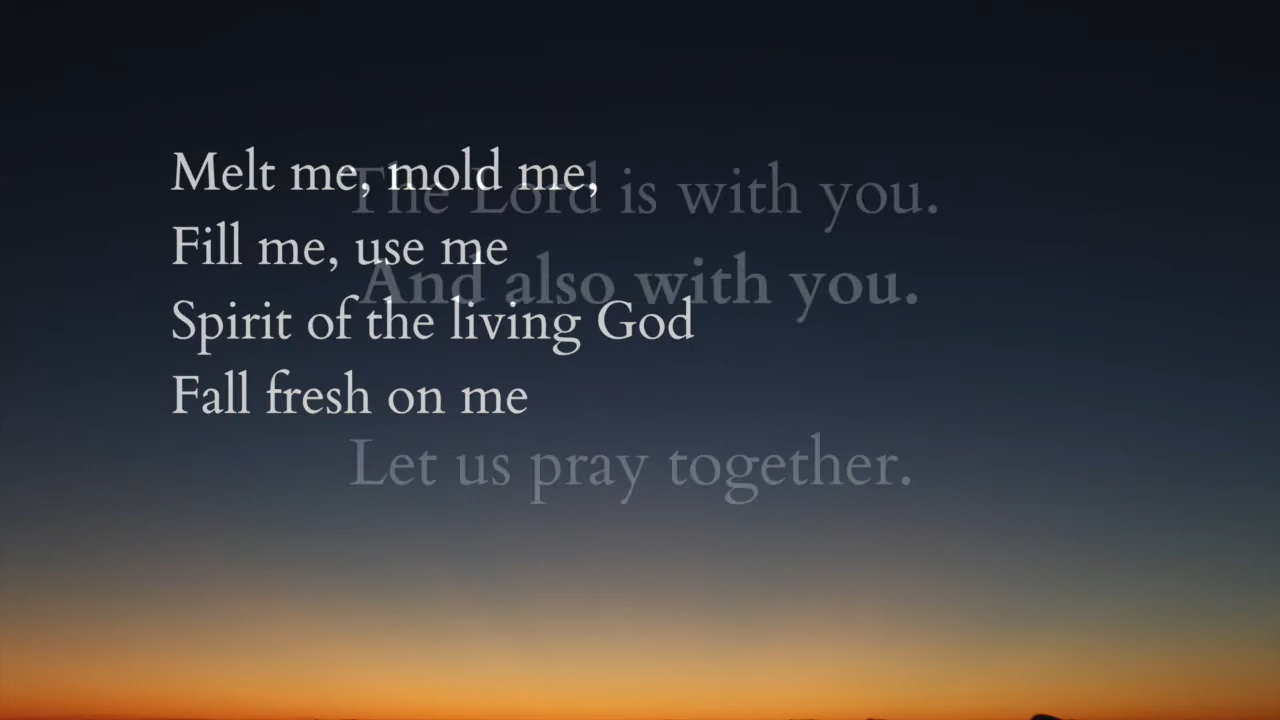 Melt me, mold me,
Fill me, use me
Spirit of the living God
Fall fresh on me
The Lord is with you.
And also with you.
Let us pray together.